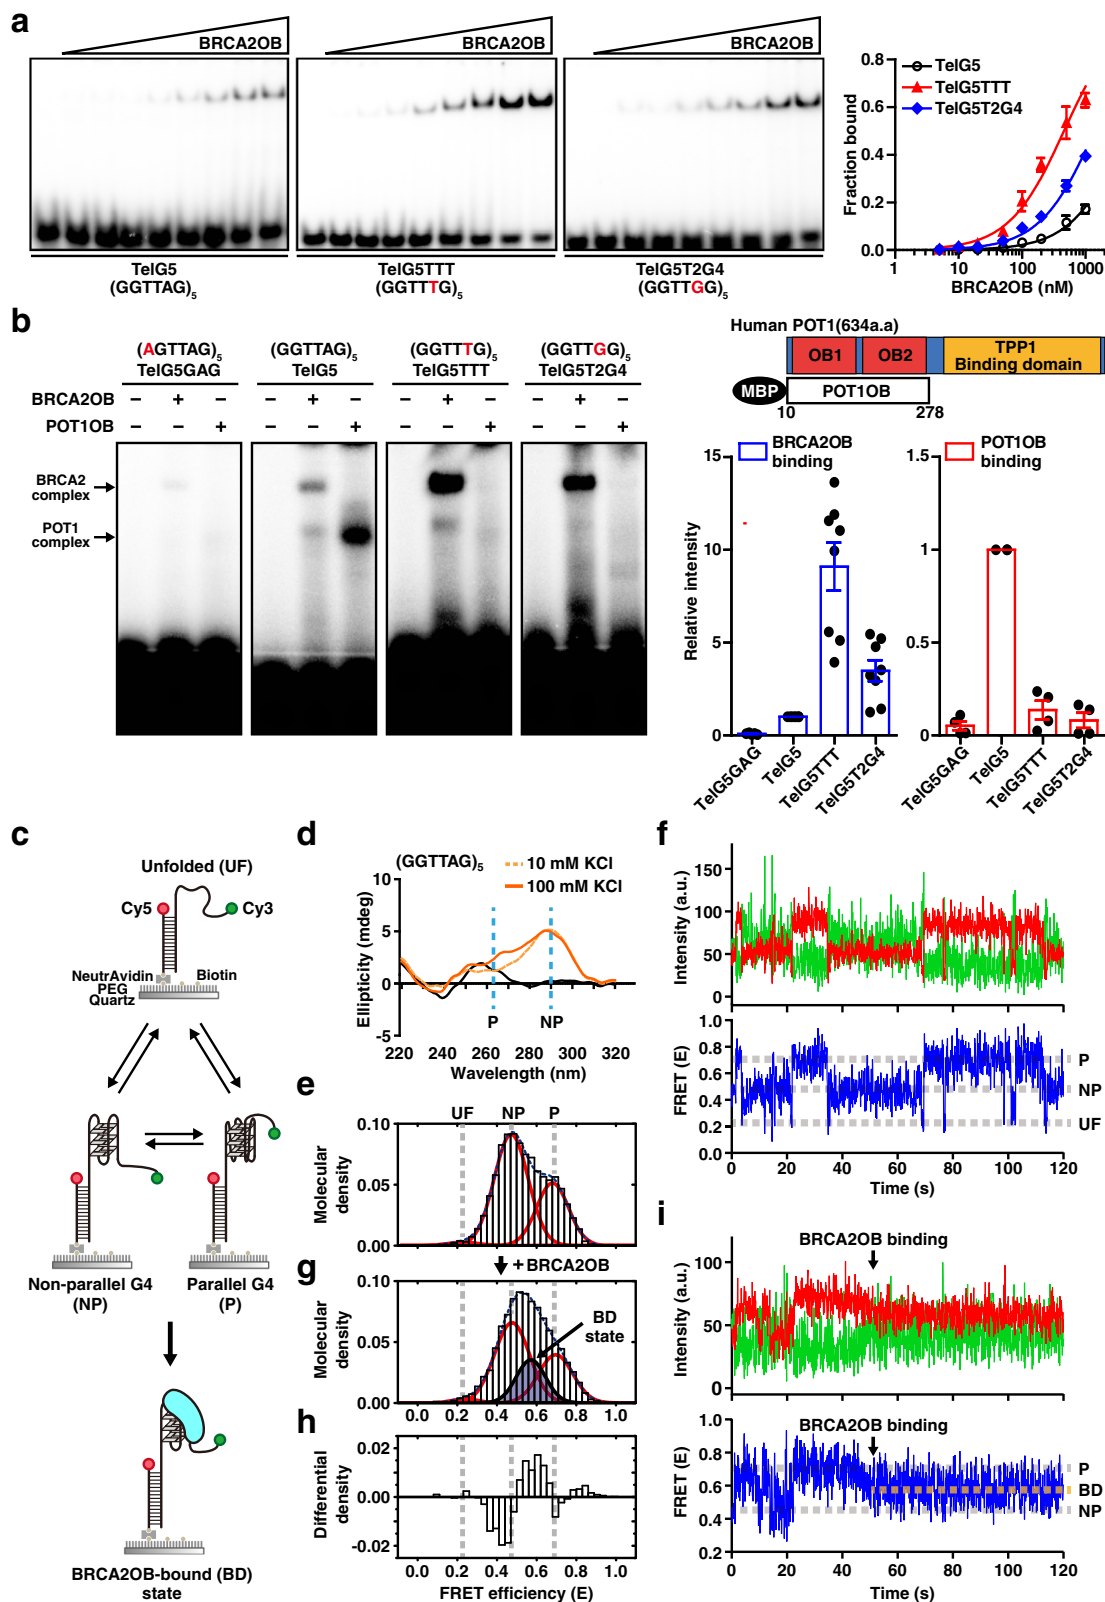 a
BRCA2OB
BRCA2OB
BRCA2OB
TelG5
(GGTTAG)5
TelG5TTT
(GGTTTG)5
TelG5T2G4
(GGTTGG)5
TelG5
TelG5TTT
TelG5T2G4
Fraction bound
0.8
0.6
0.4
0.2
0.0
1
10
100
1000
BRCA2OB (nM)
b
(AGTTAG)5
TelG5GAG
(GGTTAG)5
TelG5
(GGTTTG)5
TelG5TTT
(GGTTGG)5
TelG5T2G4
BRCA2OB
– + –
– + –
– + –
– + –
POT1OB
– – +
– – +
– – +
– – +
BRCA2
complex
POT1
complex
Human POT1(634a.a)
OB1
OB2
TPP1
Binding domain
MBP
POT1OB
10
278
Relative intensity
15
10
5
0
BRCA2OB
binding
TelG5GAG
TelG5
TelG5TTT
TelG5T2G4
1.5
1
0.5
0
POT1OB
binding
TelG5GAG
TelG5
TelG5TTT
TelG5T2G4
c
Unfolded (UF)
Cy5
Cy3
NeutrAvidin
Biotin
PEG
Quartz
Non-parallel G4
(NP)
Parallel G4
(P)
BRCA2OB-bound (BD)
state
d
(GGTTAG)5
10 mM KCl
100 mM KCl
Ellipticity (mdeg)
10
5
0
-5
P
NP
220 240 260 280 300 320
Wavelength (nm)
e
UF
NP
P
Molecular
density
0.10
0.05
0.00
g
+ BRCA2OB
Molecular
density
0.10
0.05
0.00
BD
state
0.0 0.2 0.4 0.6 0.8 1.0
h
Differential
density
0.02
0.00
-0.02
0.0 0.2 0.4 0.6 0.8 1.0
FRET efficiency (E)
f
Intensity (a.u.)
150
100
50
0
FRET (E)
1.0
0.8
0.6
0.4
0.2
0.0
P
NP
UF
0 20 40 60 80 100 120
Time (s)
i
BRCA2OB binding
Intensity (a.u.)
100
50
0
BRCA2OB binding
FRET (E)
1.0
0.8
0.6
0.4
0.2
P
BD
NP
0 20 40 60 80 100 120
Time (s)